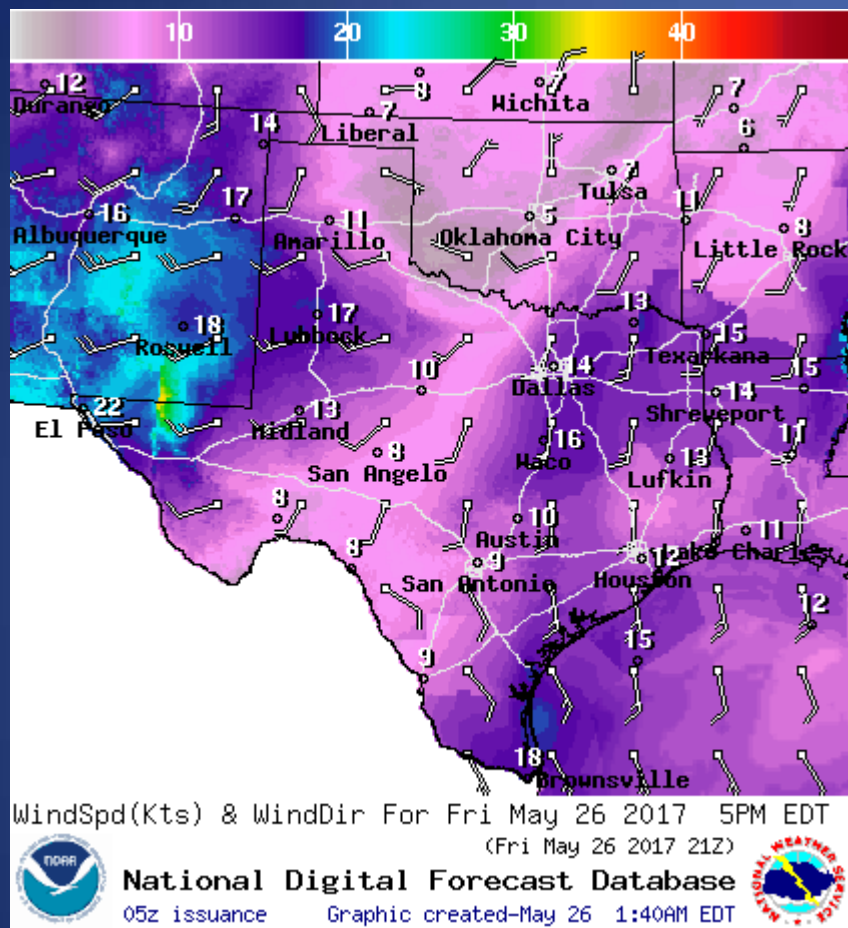 10 20 30 40
12 8 7 7
Durango Wichita
7
Liberal
14 6
7
Tulsa
16 17 11 5 11 8
Albuquerque Amarillo Oklahoma City Little Rock
18 17 13 15
Roswell Lubbock Texarkana
10 14 15
Dallas 14
22 13 Shreveport
El Paso Midland 16 11
8 Waco 13
San Angelo Lufkin
8 10 11
Austin Lake Charles
8 9 12
San Antonio Houston
12
15
9
18
Brownsville
WindSpd(Kts) & WindDir For Fri May 26 2017 5PM EDT
(Fri May 26 2017 21Z)
NOAA
National Digital Forecast Database
05z issuance Graphic created-May 26 1:40AM EDT
NATIONAL WEATHER SERVICE